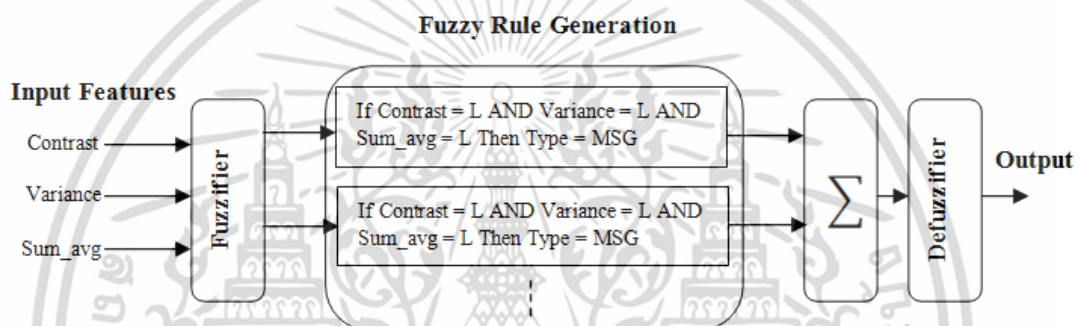 Fuzzy Rule Generation
Input Features
Contrast
Variance
Sum_avg
Fuzzifier
If Contrast = L AND Variance = L AND
Sum_avg = L Then Type = MSG
If Contrast = L AND Variance = L AND
Sum_avg = L Then Type = MSG
∑
Defuzzifier
Output